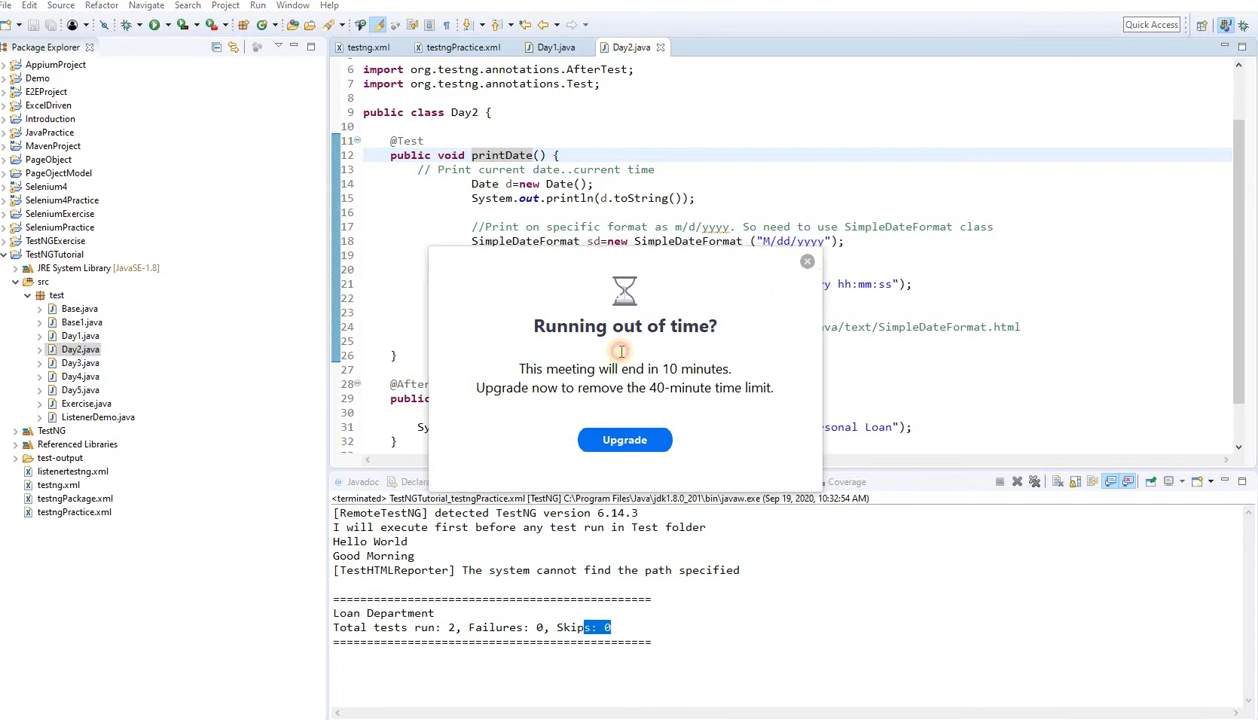 File Edit Source Refactor Navigate Search Project Run Window Help
Quick Access
Package Explorer
AppiumProject
Demo
E2EProject
ExcelDriven
Introduction
JavaPractice
MavenProject
PageObject
PageOjectModel
Selenium4
Selenium4Practice
SeleniumExercise
SeleniumPractice
TestNGExercise
TestNGTutorial
JRE System Library [JavaSE-1.8]
src
test
Base.java
Base1.java
Day1.java
Day2.java
Day3.java
Day4.java
Day5.java
Exercise.java
ListenerDemo.java
TestNG
Referenced Libraries
test-output
listenertestng.xml
testng.xml
testngPackage.xml
testngPractice.xml
testng.xml testngPractice.xml Day1.java Day2.java
6 import org.testng.annotations.AfterTest;
7 import org.testng.annotations.Test;
8
9 public class Day2 {
10
11 @Test
12 public void printDate() {
13 // Print current date..current time
14 Date d=new Date();
15 System.out.println(d.toString());
16
17 //Print on specific format as m/d/yyyy. So need to use SimpleDateFormat class
18 SimpleDateFormat sd=new SimpleDateFormat ("M/dd/yyyy");
19
20
21 hh:mm:ss");
22
23
24 ava/text/SimpleDateFormat.html
25
26 }
27
28 @After
29 public
30
31 Sy ersonal Loan");
32 }
Running out of time?
This meeting will end in 10 minutes.
Upgrade now to remove the 40-minute time limit.
Upgrade
Javadoc Declara Coverage
<terminated> TestNGTutorial_testngPractice.xml [TestNG] C:\Program Files\Java\jdk1.8.0_201\bin\javaw.exe (Sep 19, 2020, 10:32:54 AM)
[RemoteTestNG] detected TestNG version 6.14.3
I will execute first before any test run in Test folder
Hello World
Good Morning
[TestHTMLReporter] The system cannot find the path specified
===============================================
Loan Department
Total tests run: 2, Failures: 0, Skips: 0
===============================================